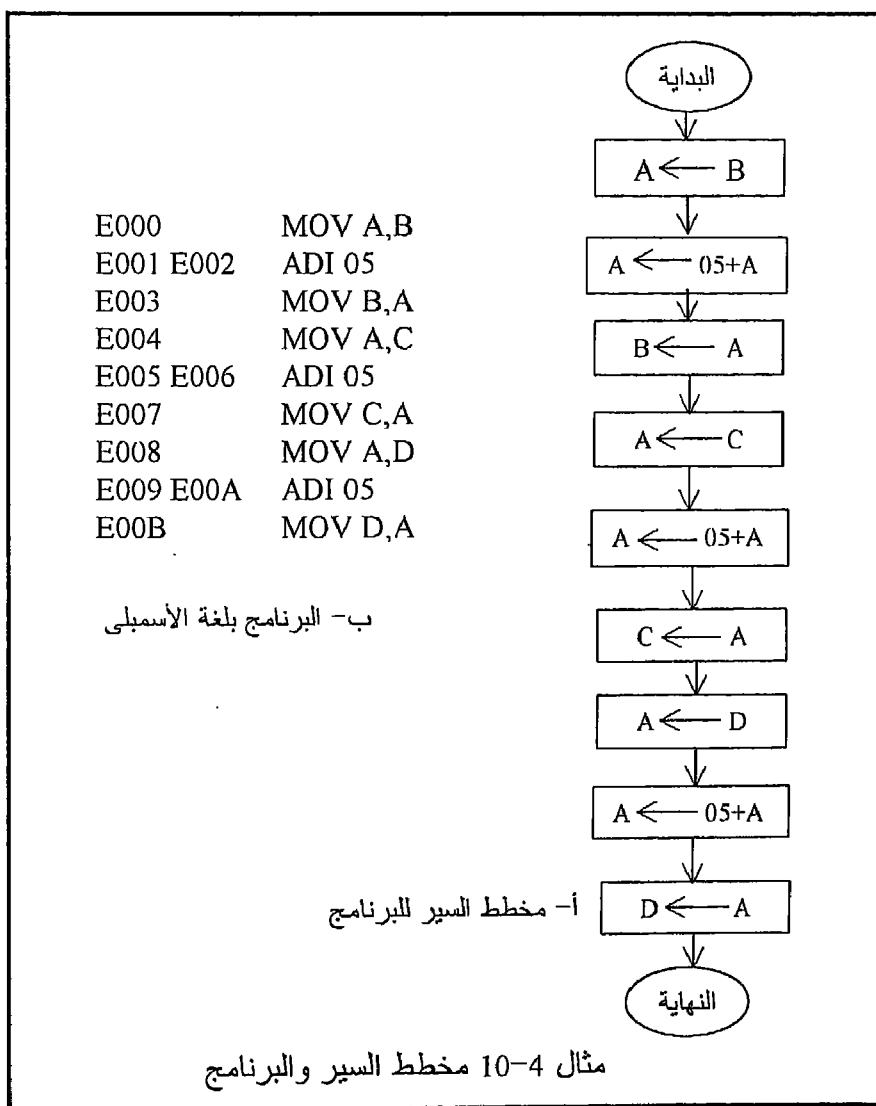 البداية
A ← B
A ← 05+A
B ← A
A ← C
A ← 05+A
C ← A
A ← D
A ← 05+A
D ← A
النهاية
أ- مخطط السير للبرنامج
E000 MOV A,B
E001 E002 ADI 05
E003 MOV B,A
E004 MOV A,C
E005 E006 ADI 05
E007 MOV C,A
E008 MOV A,D
E009 E00A ADI 05
E00B MOV D,A
ب- البرنامج بلغة الأسمبلى
مثال 4-10 مخطط السير والبرنامج